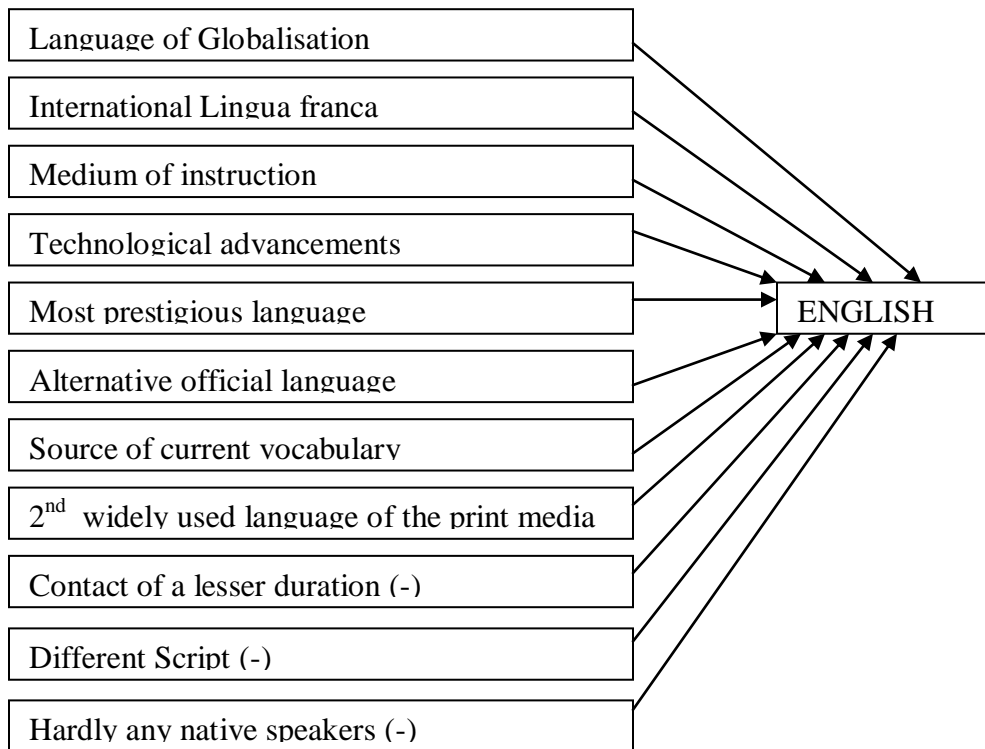 Language of Globalisation
International Lingua franca
Medium of instruction
Technological advancements
Most prestigious language
ENGLISH
Alternative official language
Source of current vocabulary
2nd widely used language of the print media
Contact of a lesser duration (-)
Different Script (-)
Hardly any native speakers (-)